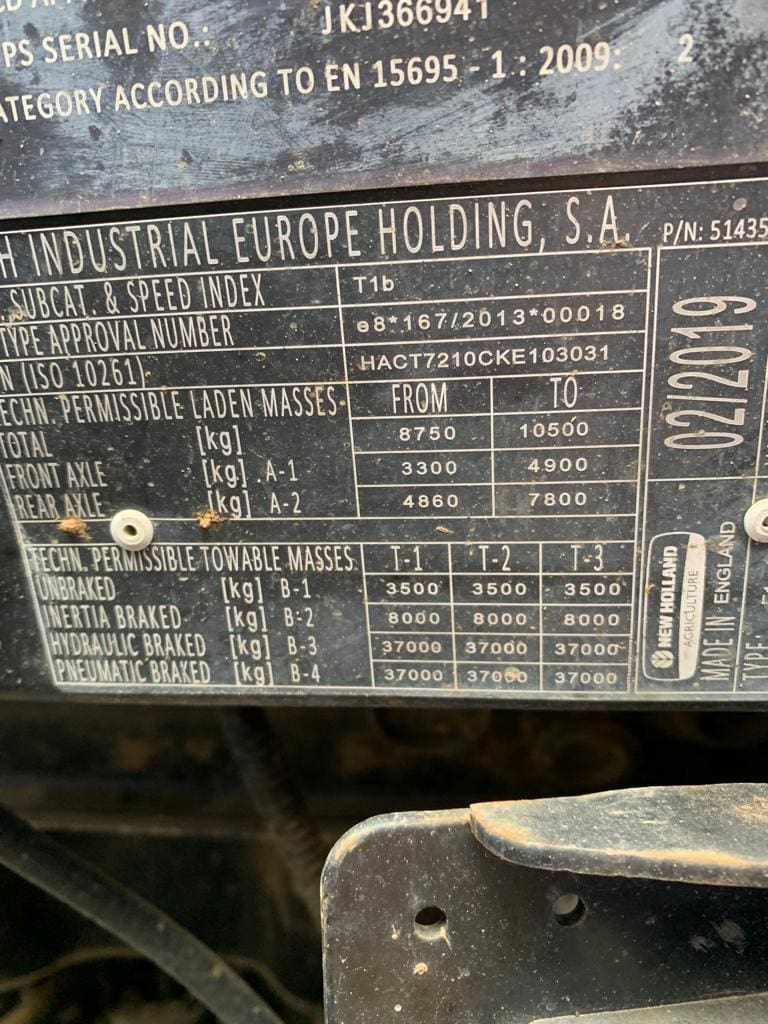 PS SERIAL NO.: JKJ366941
ATEGORY ACCORDING TO EN 15695 - 1 : 2009: 2
H INDUSTRIAL EUROPE HOLDING, S.A. P/N: 51435
SUBCAT. & SPEED INDEX T1b
TYPE APPROVAL NUMBER e8*167/2013*00018
N (ISO 10261) HACT7210CKE103031
ECHN. PERMISSIBLE LADEN MASSES FROM TO
TOTAL [kg] 8750 10500
FRONT AXLE [kg] A-1 3300 4900
REAR AXLE [kg] A-2 4860 7800
02/2019
TECHN. PERMISSIBLE TOWABLE MASSES T-1 T-2 T-3
UNBRAKED [kg] B-1 3500 3500 3500
INERTIA BRAKED [kg] B-2 8000 8000 8000
HYDRAULIC BRAKED [kg] B-3 37000 37000 37000
PNEUMATIC BRAKED [kg] B-4 37000 37000 37000
NEW HOLLAND
AGRICULTURE
MADE IN ENGLAND
TYPE: